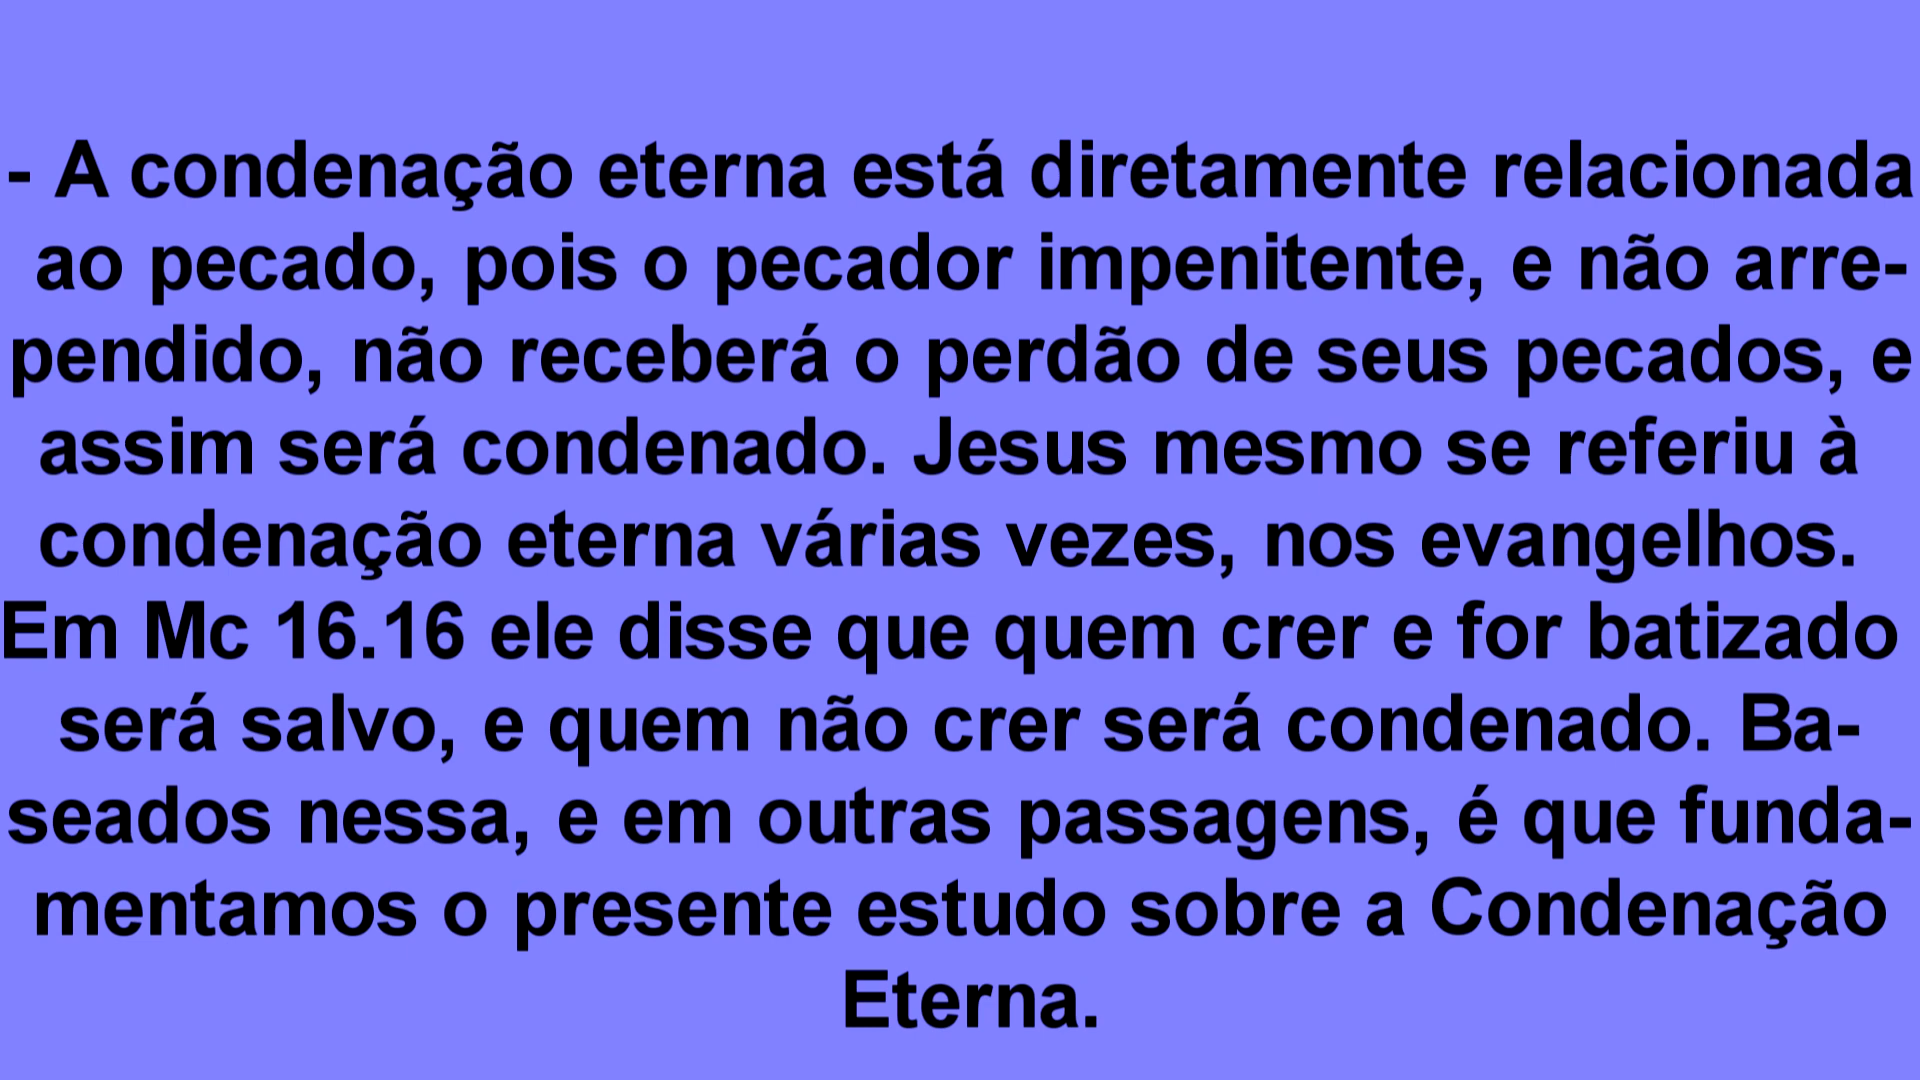 - A condenação eterna está diretamente relacionada
ao pecado, pois o pecador impenitente, e não arre-
pendido, não receberá o perdão de seus pecados, e
assim será condenado. Jesus mesmo se referiu à
condenação eterna várias vezes, nos evangelhos.
Em Mc 16.16 ele disse que quem crer e for batizado
será salvo, e quem não crer será condenado. Ba-
seados nessa, e em outras passagens, é que funda-
mentamos o presente estudo sobre a Condenação
Eterna.